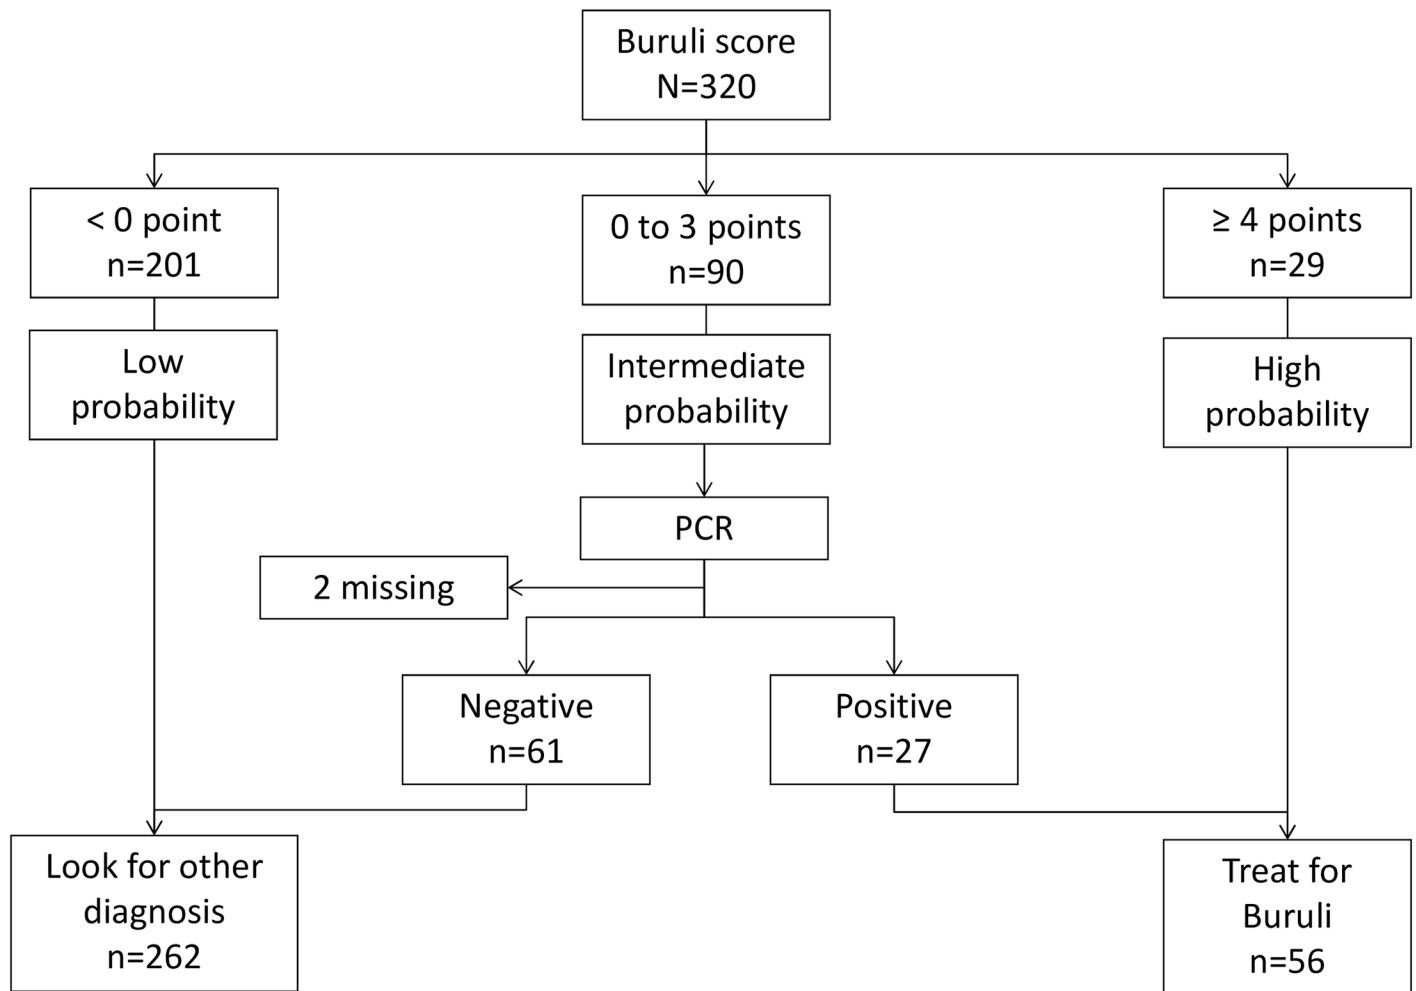 Buruli score
N=320
< 0 point
n=201
0 to 3 points
n=90
≥ 4 points
n=29
Low
probability
Intermediate
probability
High
probability
PCR
2 missing
Negative
n=61
Positive
n=27
Look for other
diagnosis
n=262
Treat for
Buruli
n=56